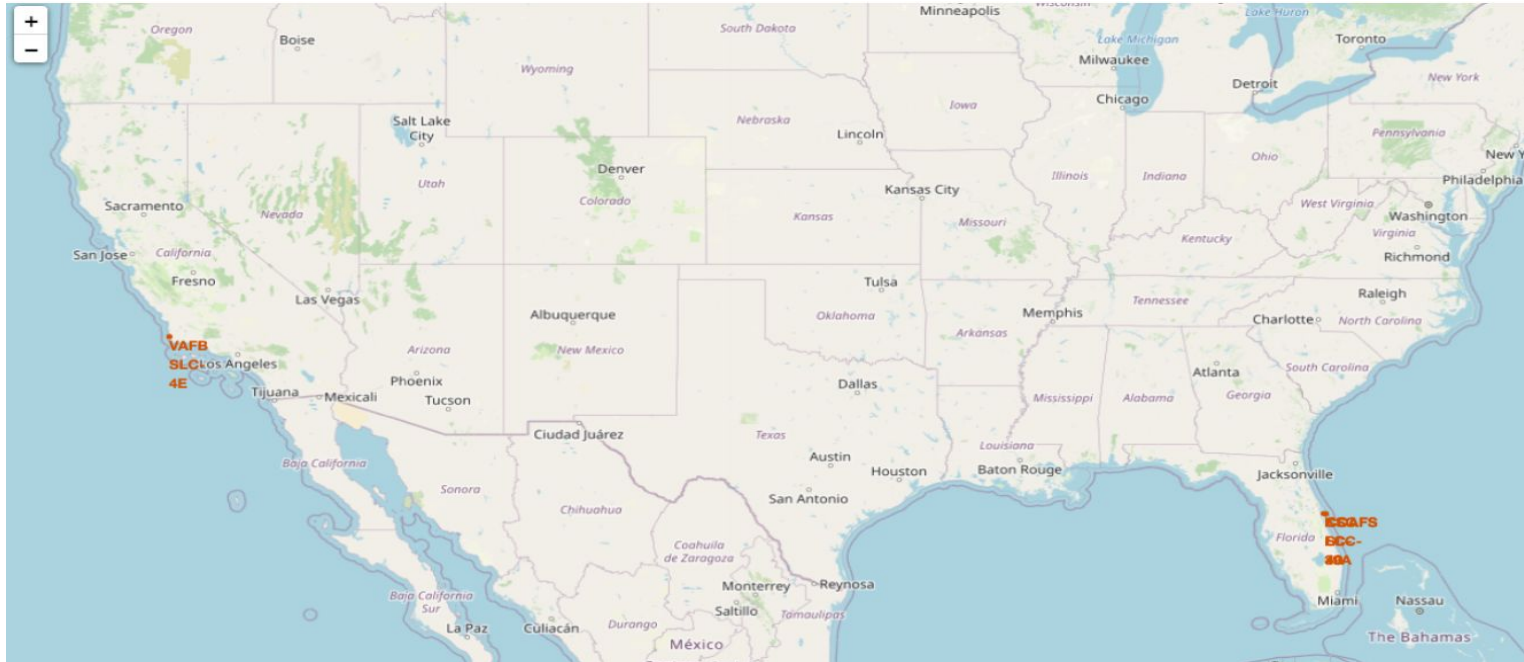 +
−
Oregon
Boise
South Dakota
Minneapolis
Wisconsin
Lake Huron
Toronto
Wyoming
Lake Michigan
Milwaukee
Detroit
New York
Chicago
Iowa
Nebraska
Lincoln
Salt Lake
City
Pennsylvania
Ohio
Denver
Utah
Colorado
Illinois
Indiana
Philadelphia
Kansas City
Kansas
Missouri
West Virginia
Washington
Sacramento
Nevada
Virginia
Kentucky
San Jose
California
Richmond
Fresno
Tulsa
Las Vegas
Raleigh
Tennessee
Albuquerque
Oklahoma
Memphis
Charlotte
North Carolina
Arkansas
VAFB
SLC-
4E
Los Angeles
Arizona
New Mexico
South Carolina
Atlanta
Phoenix
Dallas
Tijuana
Mexicali
Tucson
Mississippi
Alabama
Georgia
Ciudad Juárez
Texas
Louisiana
Baja California
Austin
Houston
Baton Rouge
Jacksonville
Sonora
San Antonio
Chihuahua
Florida
Coahuila
de Zaragoza
Monterrey
Reynosa
Baja California
Sur
Saltillo
Tamaulipas
Miami
Nassau
La Paz
Culiacán
Durango
The Bahamas
México